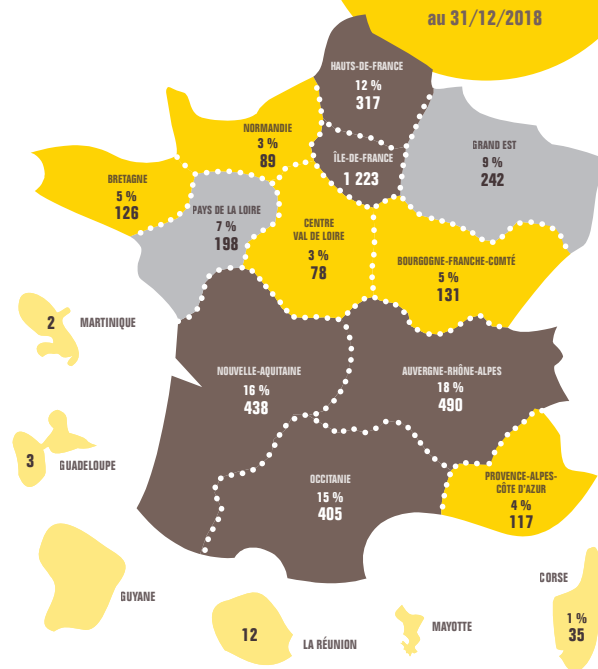 au 31/12/2018
HAUTS-DE-FRANCE
12 %
317
NORMANDIE
3 %
89
ÎLE-DE-FRANCE
1 223
GRAND EST
9 %
242
BRETAGNE
5 %
126
PAYS DE LA LOIRE
7 %
198
CENTRE
VAL DE LOIRE
3 %
78
BOURGOGNE-FRANCHE-COMTÉ
5 %
131
2
MARTINIQUE
NOUVELLE-AQUITAINE
16 %
438
AUVERGNE-RHÔNE-ALPES
18 %
490
3
GUADELOUPE
OCCITANIE
15 %
405
PROVENCE-ALPES-
CÔTE D'AZUR
4 %
117
GUYANE
12
LA RÉUNION
MAYOTTE
CORSE
1 %
35